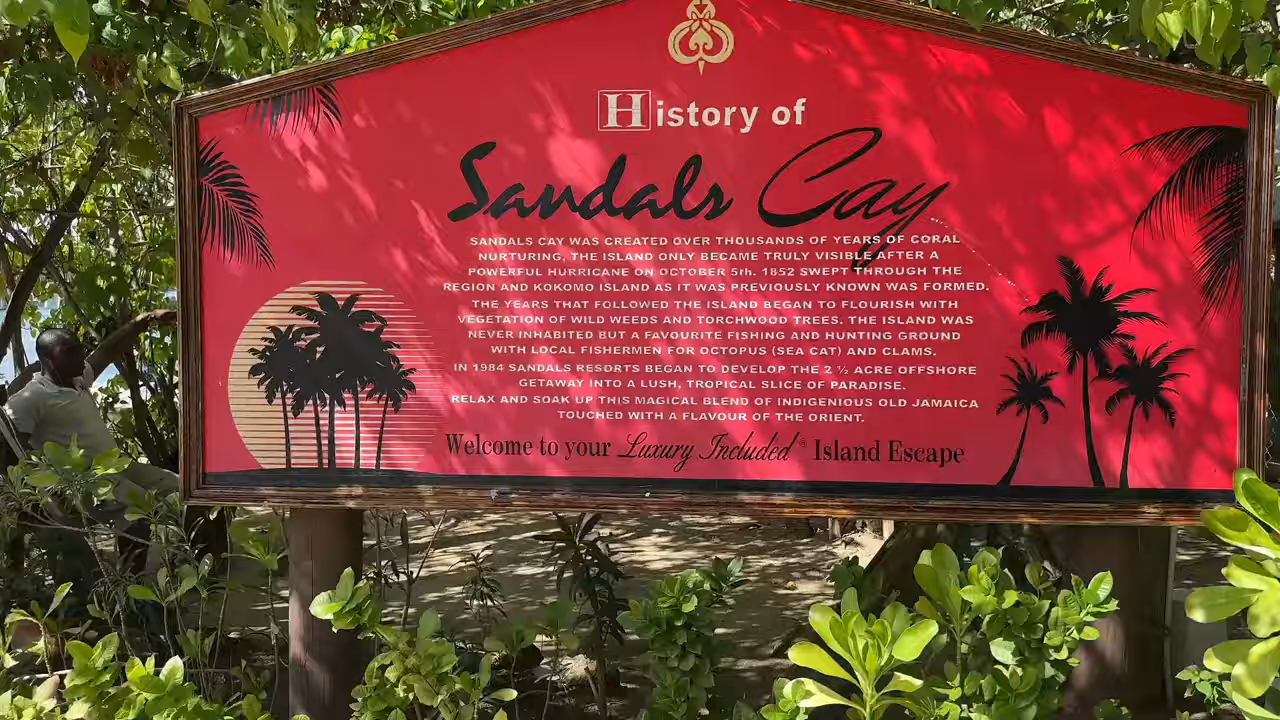 History of
Sandals Cay
SANDALS CAY WAS CREATED OVER THOUSANDS OF YEARS OF CORAL
NURTURING, THE ISLAND ONLY BECAME TRULY VISIBLE AFTER A
POWERFUL HURRICANE ON OCTOBER 5th. 1852 SWEPT THROUGH THE
REGION AND KOKOMO ISLAND AS IT WAS PREVIOUSLY KNOWN WAS FORMED.
THE YEARS THAT FOLLOWED THE ISLAND BEGAN TO FLOURISH WITH
VEGETATION OF WILD WEEDS AND TORCHWOOD TREES. THE ISLAND WAS
NEVER INHABITED BUT A FAVOURITE FISHING AND HUNTING GROUND
WITH LOCAL FISHERMEN FOR OCTOPUS (SEA CAT) AND CLAMS.
IN 1984 SANDALS RESORTS BEGAN TO DEVELOP THE 2 ½ ACRE OFFSHORE
GETAWAY INTO A LUSH, TROPICAL SLICE OF PARADISE.
RELAX AND SOAK UP THIS MAGICAL BLEND OF INDIGENIOUS OLD JAMAICA
TOUCHED WITH A FLAVOUR OF THE ORIENT.
Welcome to your Luxury Included® Island Escape